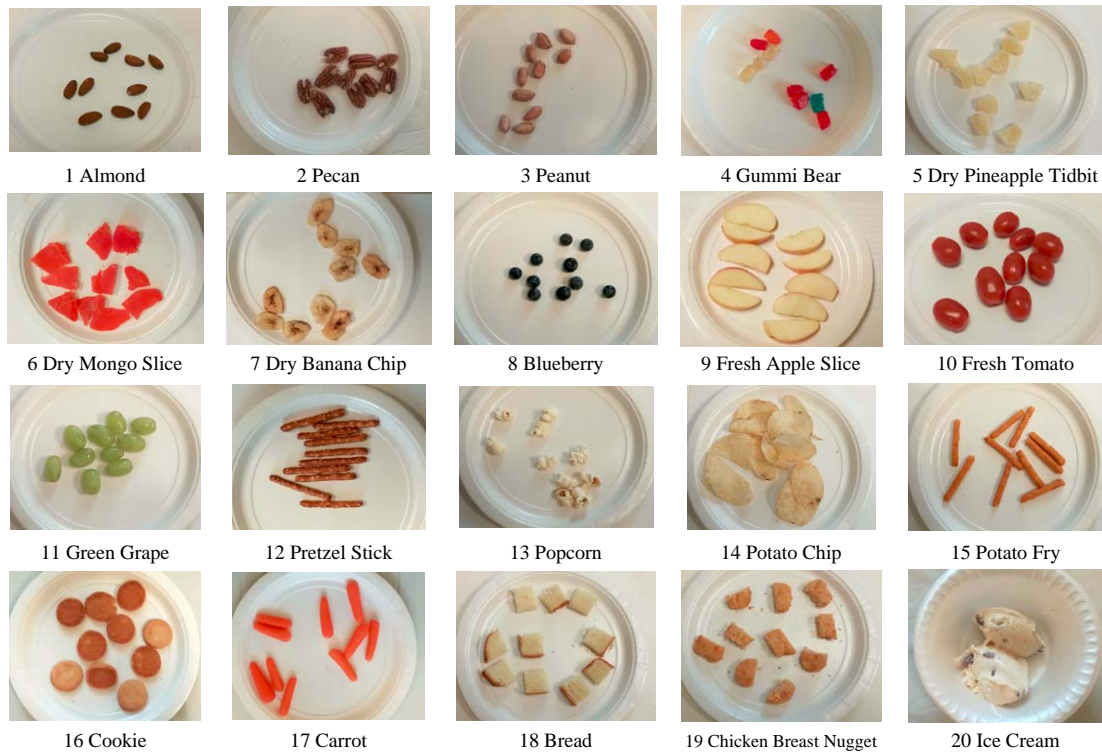 1 Almond
2 Pecan
3 Peanut
4 Gummi Bear
5 Dry Pineapple Tidbit
6 Dry Mongo Slice
7 Dry Banana Chip
8 Blueberry
9 Fresh Apple Slice
10 Fresh Tomato
11 Green Grape
12 Pretzel Stick
13 Popcorn
14 Potato Chip
15 Potato Fry
16 Cookie
17 Carrot
18 Bread
19 Chicken Breast Nugget
20 Ice Cream